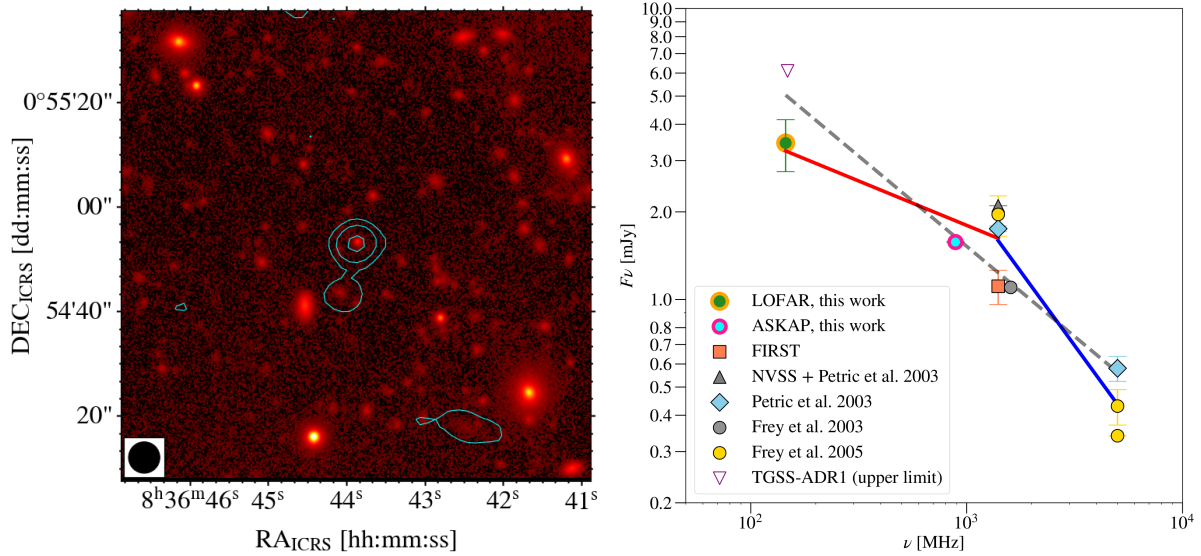 DEC_ICRS [dd:mm:ss]
0°55'20"
00"
54'40"
20"
8ʰ36ᵐ46ˢ
45ˢ
44ˢ
43ˢ
42ˢ
41ˢ
RA_ICRS [hh:mm:ss]
Fν [mJy]
10.0
9.0
8.0
7.0
6.0
5.0
4.0
3.0
2.0
1.0
0.8
0.7
0.6
0.5
0.4
0.3
0.2
LOFAR, this work
ASKAP, this work
FIRST
NVSS + Petric et al. 2003
Petric et al. 2003
Frey et al. 2003
Frey et al. 2005
TGSS-ADR1 (upper limit)
10²
10³
10⁴
ν [MHz]